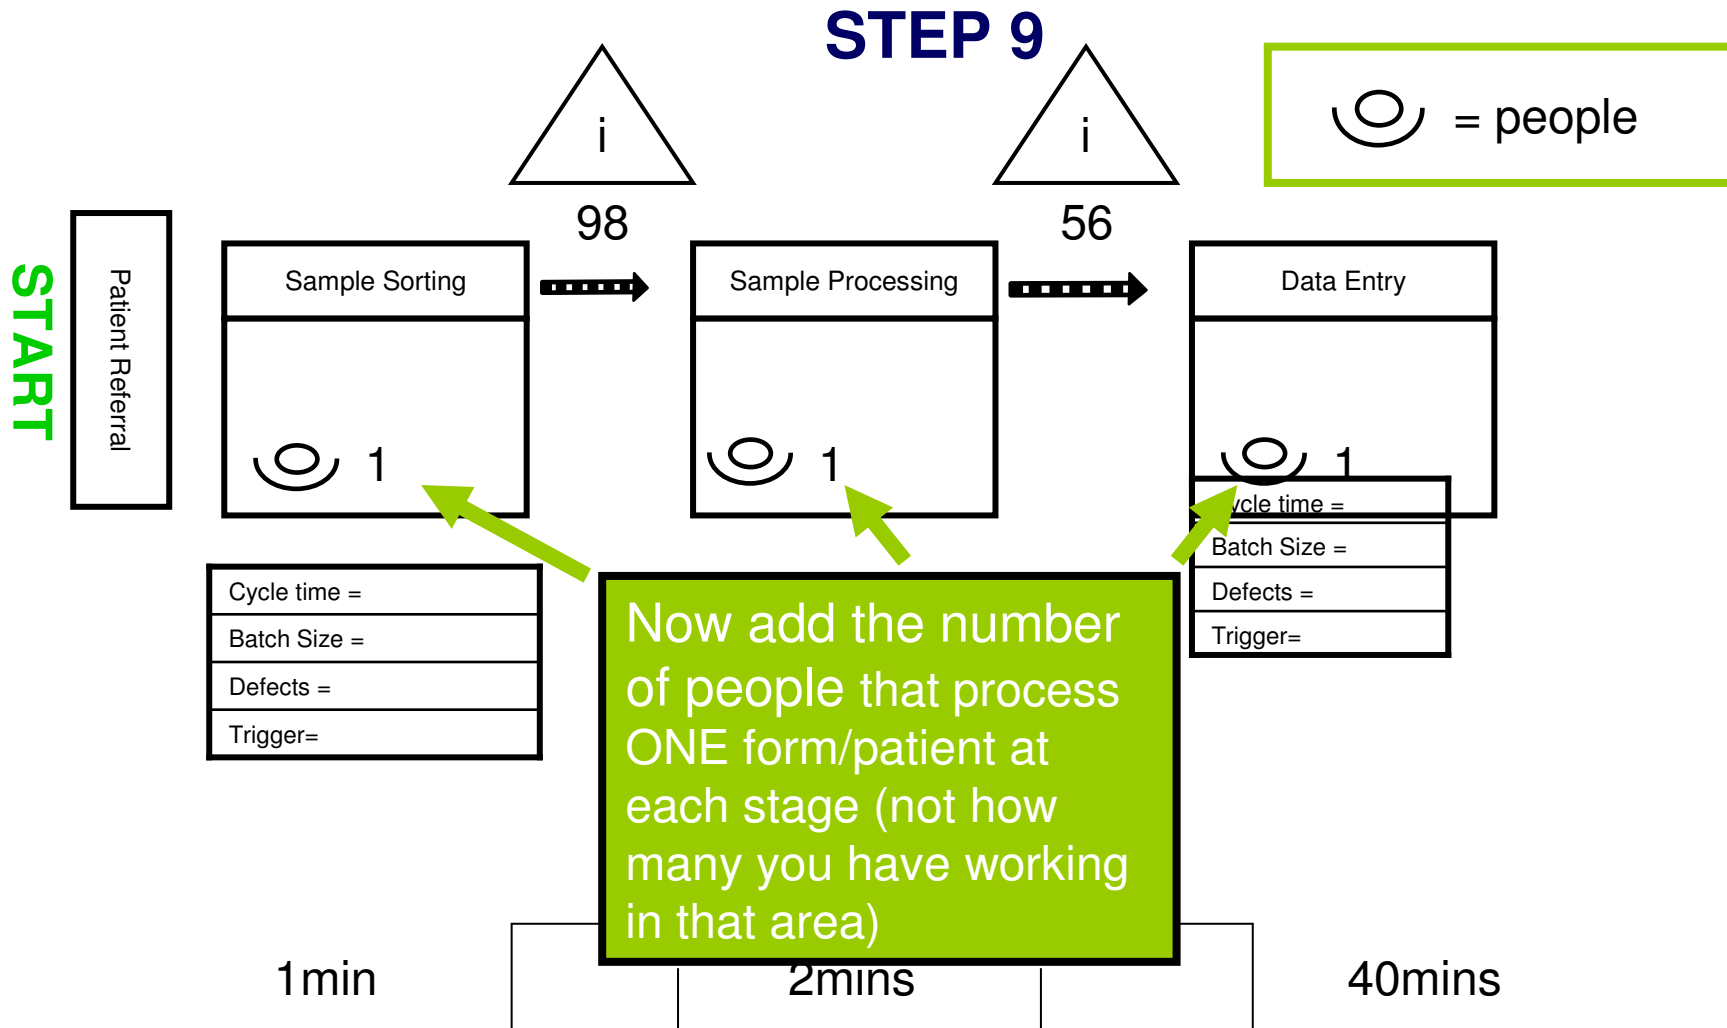 STEP 9
i
i
= people
98
56
START
Patient Referral
Sample Sorting
Sample Processing
Data Entry
1
1
1
Cycle time =
Batch Size =
Defects =
Trigger=
Now add the number
of people that process
ONE form/patient at
each stage (not how
many you have working
in that area)
Cycle time =
Batch Size =
Defects =
Trigger=
1min
2mins
40mins